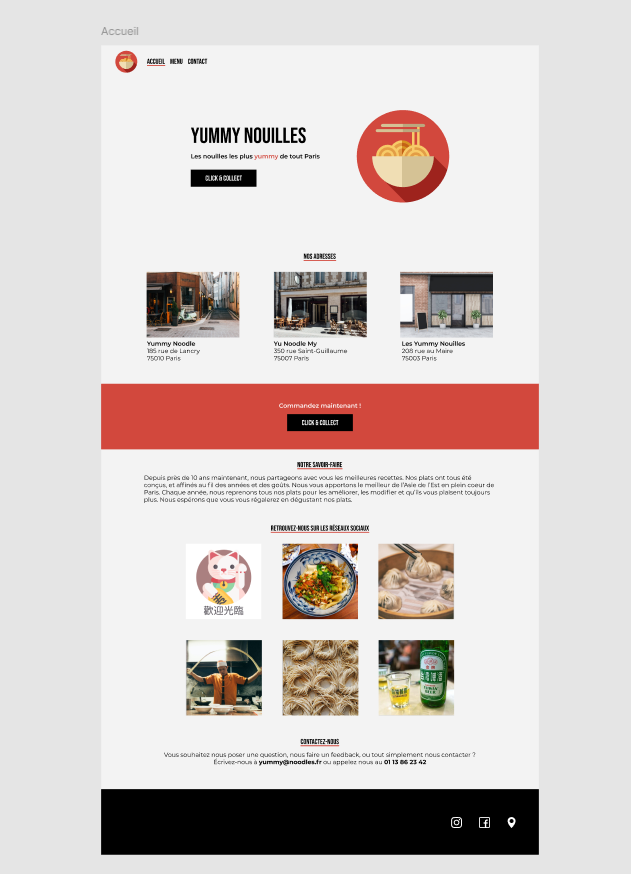 Accueil
ACCUEIL MENU CONTACT
YUMMY NOUILLES
Les nouilles les plus yummy de tout Paris
CLICK & COLLECT
NOS ADRESSES
Yummy Noodle
185 rue de Lancry
75010 Paris
Yu Noodle My
350 rue Saint-Guillaume
75007 Paris
Les Yummy Nouilles
208 rue au Maire
75003 Paris
Commandez maintenant !
CLICK & COLLECT
NOTRE SAVOIR-FAIRE
Depuis près de 10 ans maintenant, nous partageons avec vous les meilleures recettes. Nos plats ont tous été
conçus, et affinés au fil des années et des goûts. Nous vous apportons le meilleur de l'Asie de l'Est en plein coeur de
Paris. Chaque année, nous reprenons tous nos plats pour les améliorer, les modifier et qu'ils vous plaisent toujours
plus. Nous espérons que vous vous régalerez en dégustant nos plats.
RETROUVEZ-NOUS SUR LES RÉSEAUX SOCIAUX
歡迎光臨
CONTACTEZ-NOUS
Vous souhaitez nous poser une question, nous faire un feedback, ou tout simplement nous contacter ?
Écrivez-nous à yummy@noodles.fr ou appelez nous au 01 13 86 23 42